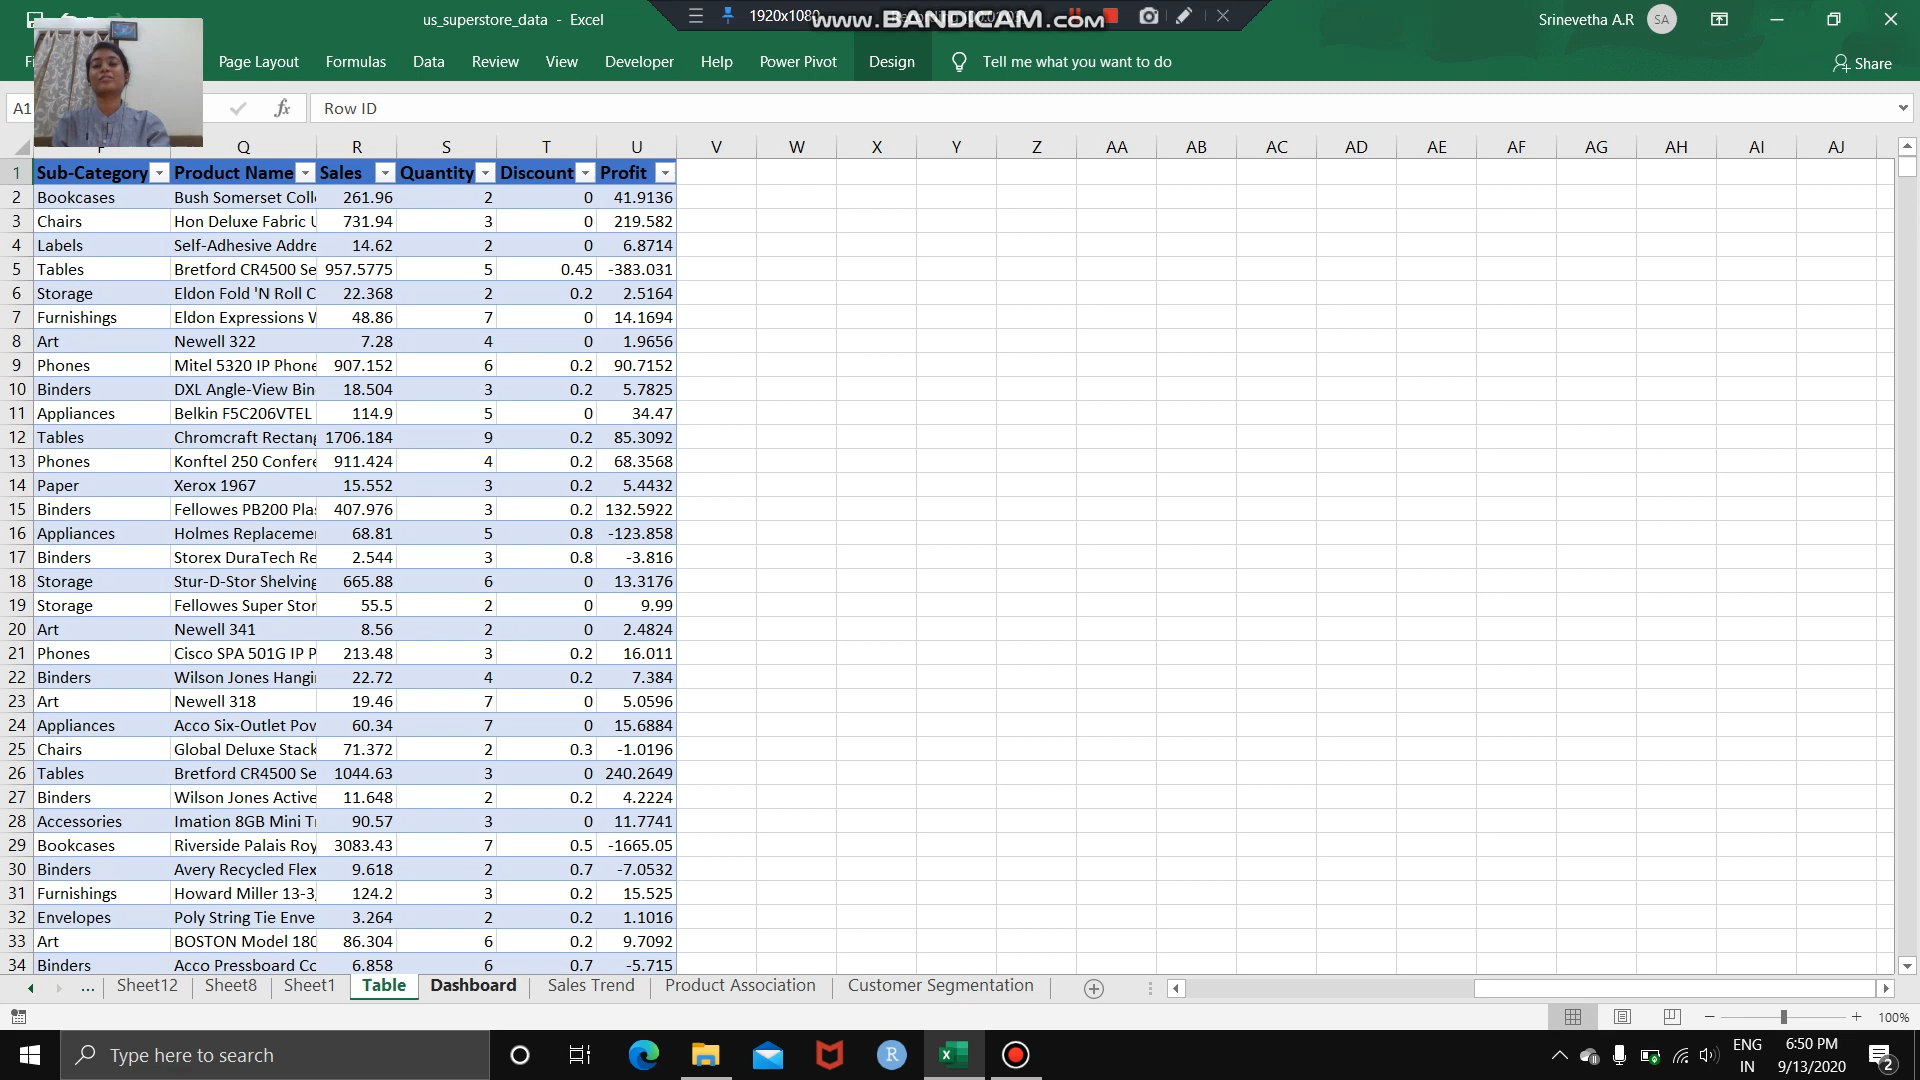 us_superstore_data - Excel
1920x1080
www.BANDICAM.com
Srinevetha A.R
SA
Page Layout Formulas Data Review View Developer Help Power Pivot Design Tell me what you want to do Share
A1 fx Row ID
Q R S T U V W X Y Z AA AB AC AD AE AF AG AH AI AJ
1 Sub-Category Product Name Sales Quantity Discount Profit
2 Bookcases Bush Somerset Coll 261.96 2 0 41.9136
3 Chairs Hon Deluxe Fabric U 731.94 3 0 219.582
4 Labels Self-Adhesive Addre 14.62 2 0 6.8714
5 Tables Bretford CR4500 Se 957.5775 5 0.45 -383.031
6 Storage Eldon Fold 'N Roll C 22.368 2 0.2 2.5164
7 Furnishings Eldon Expressions W 48.86 7 0 14.1694
8 Art Newell 322 7.28 4 0 1.9656
9 Phones Mitel 5320 IP Phone 907.152 6 0.2 90.7152
10 Binders DXL Angle-View Bin 18.504 3 0.2 5.7825
11 Appliances Belkin F5C206VTEL 114.9 5 0 34.47
12 Tables Chromcraft Rectang 1706.184 9 0.2 85.3092
13 Phones Konftel 250 Confere 911.424 4 0.2 68.3568
14 Paper Xerox 1967 15.552 3 0.2 5.4432
15 Binders Fellowes PB200 Plas 407.976 3 0.2 132.5922
16 Appliances Holmes Replacemen 68.81 5 0.8 -123.858
17 Binders Storex DuraTech Re 2.544 3 0.8 -3.816
18 Storage Stur-D-Stor Shelving 665.88 6 0 13.3176
19 Storage Fellowes Super Stor 55.5 2 0 9.99
20 Art Newell 341 8.56 2 0 2.4824
21 Phones Cisco SPA 501G IP P 213.48 3 0.2 16.011
22 Binders Wilson Jones Hangi 22.72 4 0.2 7.384
23 Art Newell 318 19.46 7 0 5.0596
24 Appliances Acco Six-Outlet Pow 60.34 7 0 15.6884
25 Chairs Global Deluxe Stack 71.372 2 0.3 -1.0196
26 Tables Bretford CR4500 Se 1044.63 3 0 240.2649
27 Binders Wilson Jones Active 11.648 2 0.2 4.2224
28 Accessories Imation 8GB Mini Tr 90.57 3 0 11.7741
29 Bookcases Riverside Palais Roy 3083.43 7 0.5 -1665.05
30 Binders Avery Recycled Flex 9.618 2 0.7 -7.0532
31 Furnishings Howard Miller 13-3 124.2 3 0.2 15.525
32 Envelopes Poly String Tie Enve 3.264 2 0.2 1.1016
33 Art BOSTON Model 180 86.304 6 0.2 9.7092
34 Binders Acco Pressboard Co 6.858 6 0.7 -5.715
... Sheet12 Sheet8 Sheet1 Table Dashboard Sales Trend Product Association Customer Segmentation
100%
Type here to search
ENG
IN
6:50 PM
9/13/2020
2